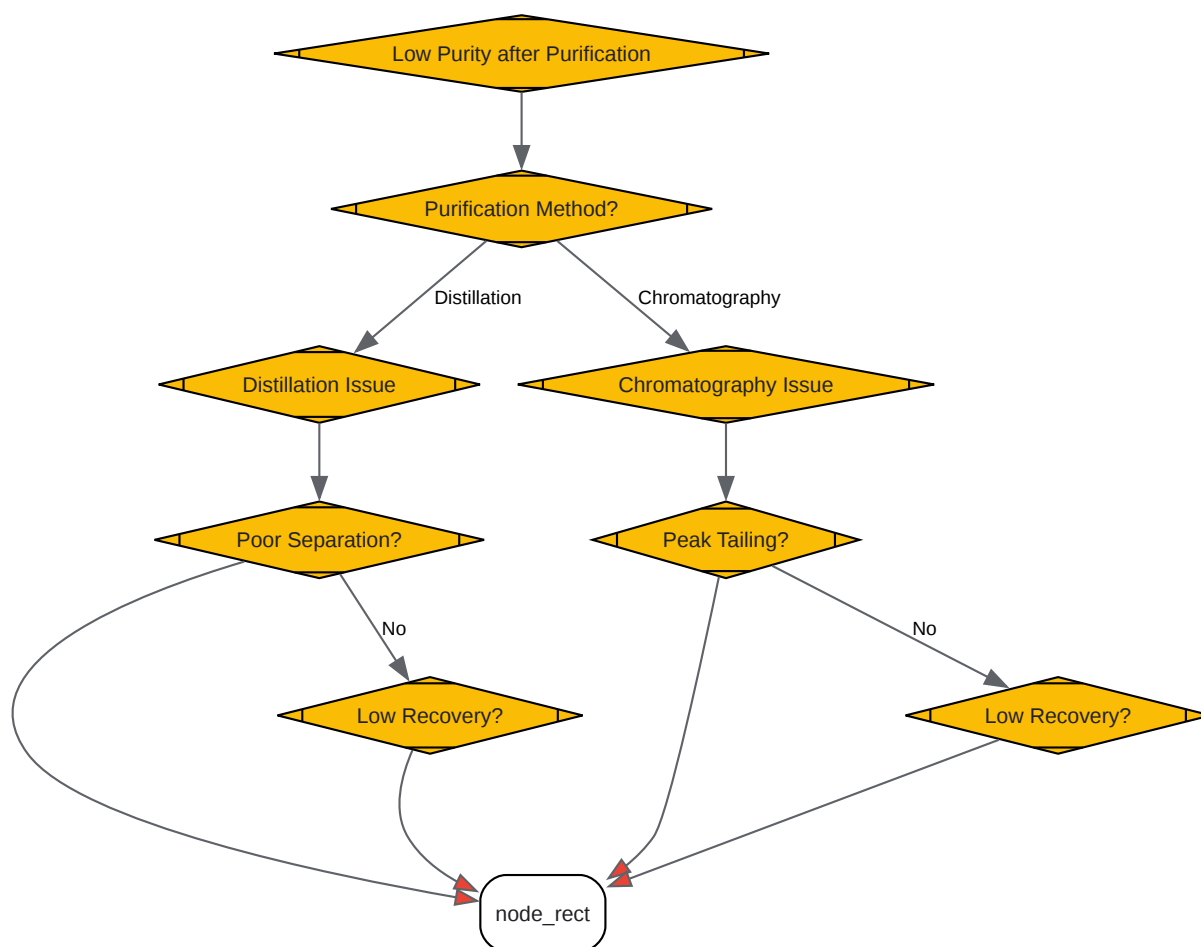 Low Purity after Purification
Purification Method?
Distillation
Chromatography
Distillation Issue
Chromatography Issue
Poor Separation?
Peak Tailing?
No
No
Low Recovery?
Low Recovery?
node_rect